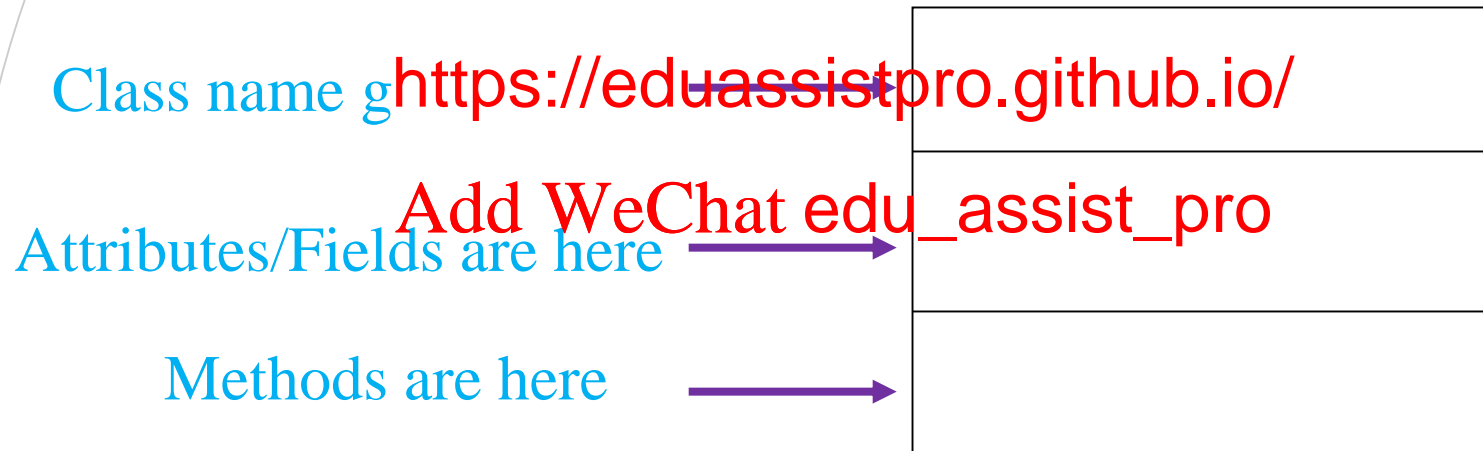 Class name g
https://eduassistpro.github.io/
Add WeChat edu_assist_pro
Attributes/Fields are here
Methods are here